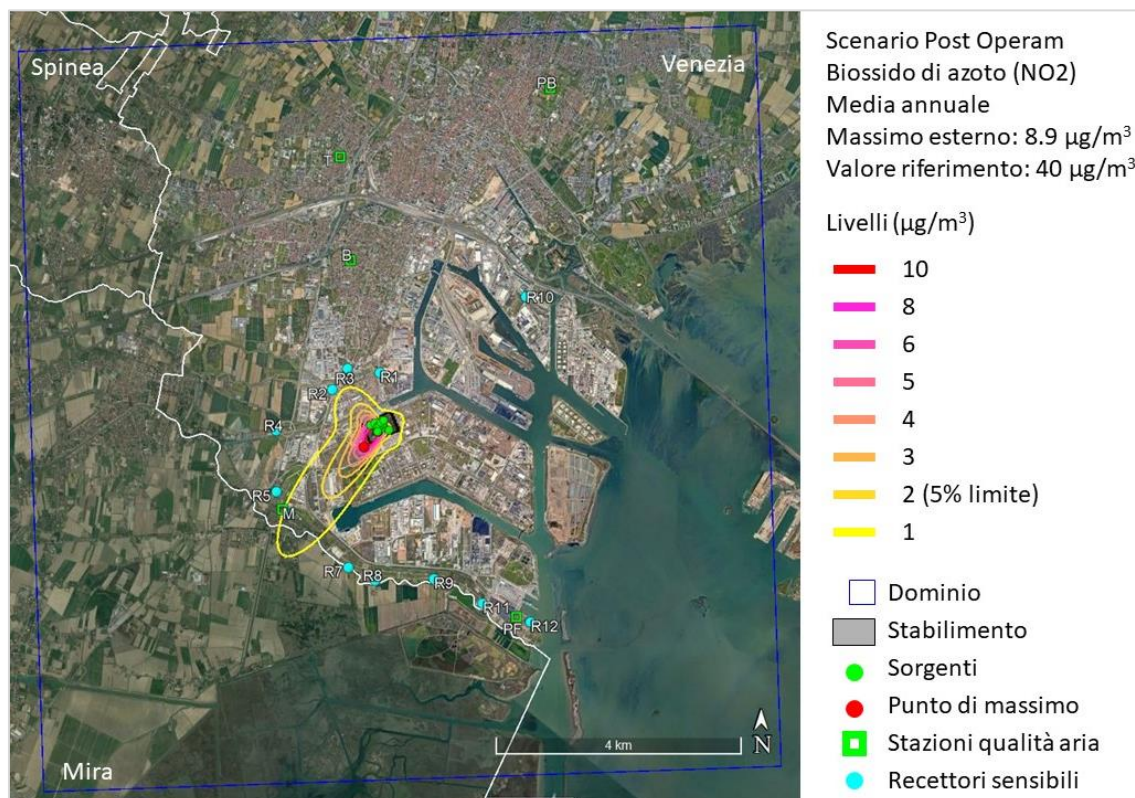 Spinea
Venezia
PB
T
B
R10
R3
R1
R2
R4
R5
M
R7
R8
R9
R11
PF
R12
4 km
N
Mira
Scenario Post Operam
Biossido di azoto (NO2)
Media annuale
Massimo esterno: 8.9 µg/m³
Valore riferimento: 40 µg/m³
Livelli (µg/m³)
10
8
6
5
4
3
2 (5% limite)
1
Dominio
Stabilimento
Sorgenti
Punto di massimo
Stazioni qualità aria
Recettori sensibili